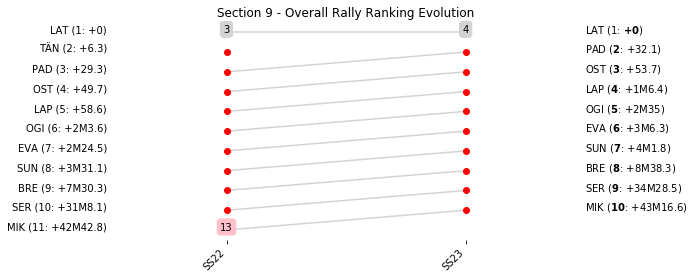 Section 9 - Overall Rally Ranking Evolution
LAT (1: +0) 3 4 LAT (1: +0)
TÄN (2: +6.3) PAD (2: +32.1)
PAD (3: +29.3) OST (3: +53.7)
OST (4: +49.7) LAP (4: +1M6.4)
LAP (5: +58.6) OGI (5: +2M35)
OGI (6: +2M3.6) EVA (6: +3M6.3)
EVA (7: +2M24.5) SUN (7: +4M1.8)
SUN (8: +3M31.1) BRE (8: +8M38.3)
BRE (9: +7M30.3) SER (9: +34M28.5)
SER (10: +31M8.1) MIK (10: +43M16.6)
MIK (11: +42M42.8) 13
SS22 SS23